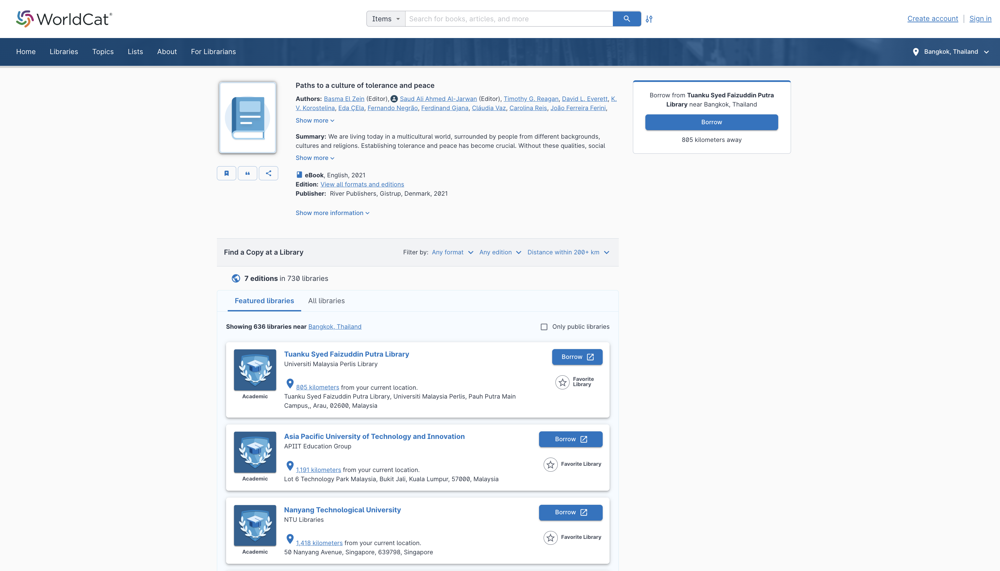 WorldCat®
Items
Search for books, articles, and more
Create account
Sign in
Home
Libraries
Topics
Lists
About
For Librarians
Bangkok, Thailand
Paths to a culture of tolerance and peace
Authors: Basma El Zein (Editor), Saud Ali Ahmed Al-Jarwan (Editor), Timothy G. Reagan, David L. Everett, K.
V. Korostelina, Eda ÇEla, Fernando Negrão, Ferdinand Gjana, Cláudia Vaz, Carolina Reis, João Ferreira Ferini,
Show more
Summary: We are living today in a multicultural world, surrounded by people from different backgrounds,
cultures and religions. Establishing tolerance and peace has become crucial. Without these qualities, social
Show more
eBook, English, 2021
Edition: View all formats and editions
Publisher: River Publishers, Gistrup, Denmark, 2021
Show more information
Borrow from Tuanku Syed Faizuddin Putra
Library near Bangkok, Thailand
Borrow
805 kilometers away
Find a Copy at a Library
Filter by: Any format Any edition Distance within 200+ km
7 editions in 730 libraries
Featured libraries
All libraries
Showing 636 libraries near Bangkok, Thailand
Only public libraries
Academic
Tuanku Syed Faizuddin Putra Library
Universiti Malaysia Perlis Library
805 kilometers from your current location.
Tuanku Syed Faizuddin Putra Library, Universiti Malaysia Perlis, Pauh Putra Main
Campus,, Arau, 02600, Malaysia
Borrow
Favorite
Library
Academic
Asia Pacific University of Technology and Innovation
APIIT Education Group
1,191 kilometers from your current location.
Lot 6 Technology Park Malaysia, Bukit Jali, Kuala Lumpur, 57000, Malaysia
Borrow
Favorite Library
Academic
Nanyang Technological University
NTU Libraries
1,418 kilometers from your current location.
50 Nanyang Avenue, Singapore, 639798, Singapore
Borrow
Favorite Library